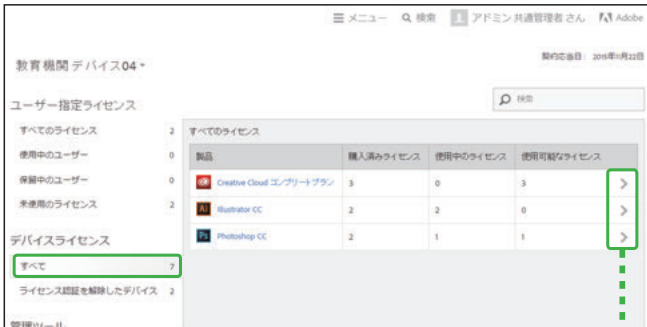 メニュー 検索 アドミン 共通管理者 さん Adobe
契約応当日： 2015年11月22日
教育機関 デバイス04
検索
ユーザー指定ライセンス
すべてのライセンス 2
使用中のユーザー 0
保留中のユーザー 0
未使用のライセンス 2
デバイスライセンス
すべて 7
ライセンス認証を解除したデバイス 2
管理ツール
すべてのライセンス
製品 購入済みライセンス 使用中のライセンス 使用可能なライセンス
Creative Cloud コンプリートプラン 3 0 3
Ai Illustrator CC 2 2 0
Ps Photoshop CC 2 1 1